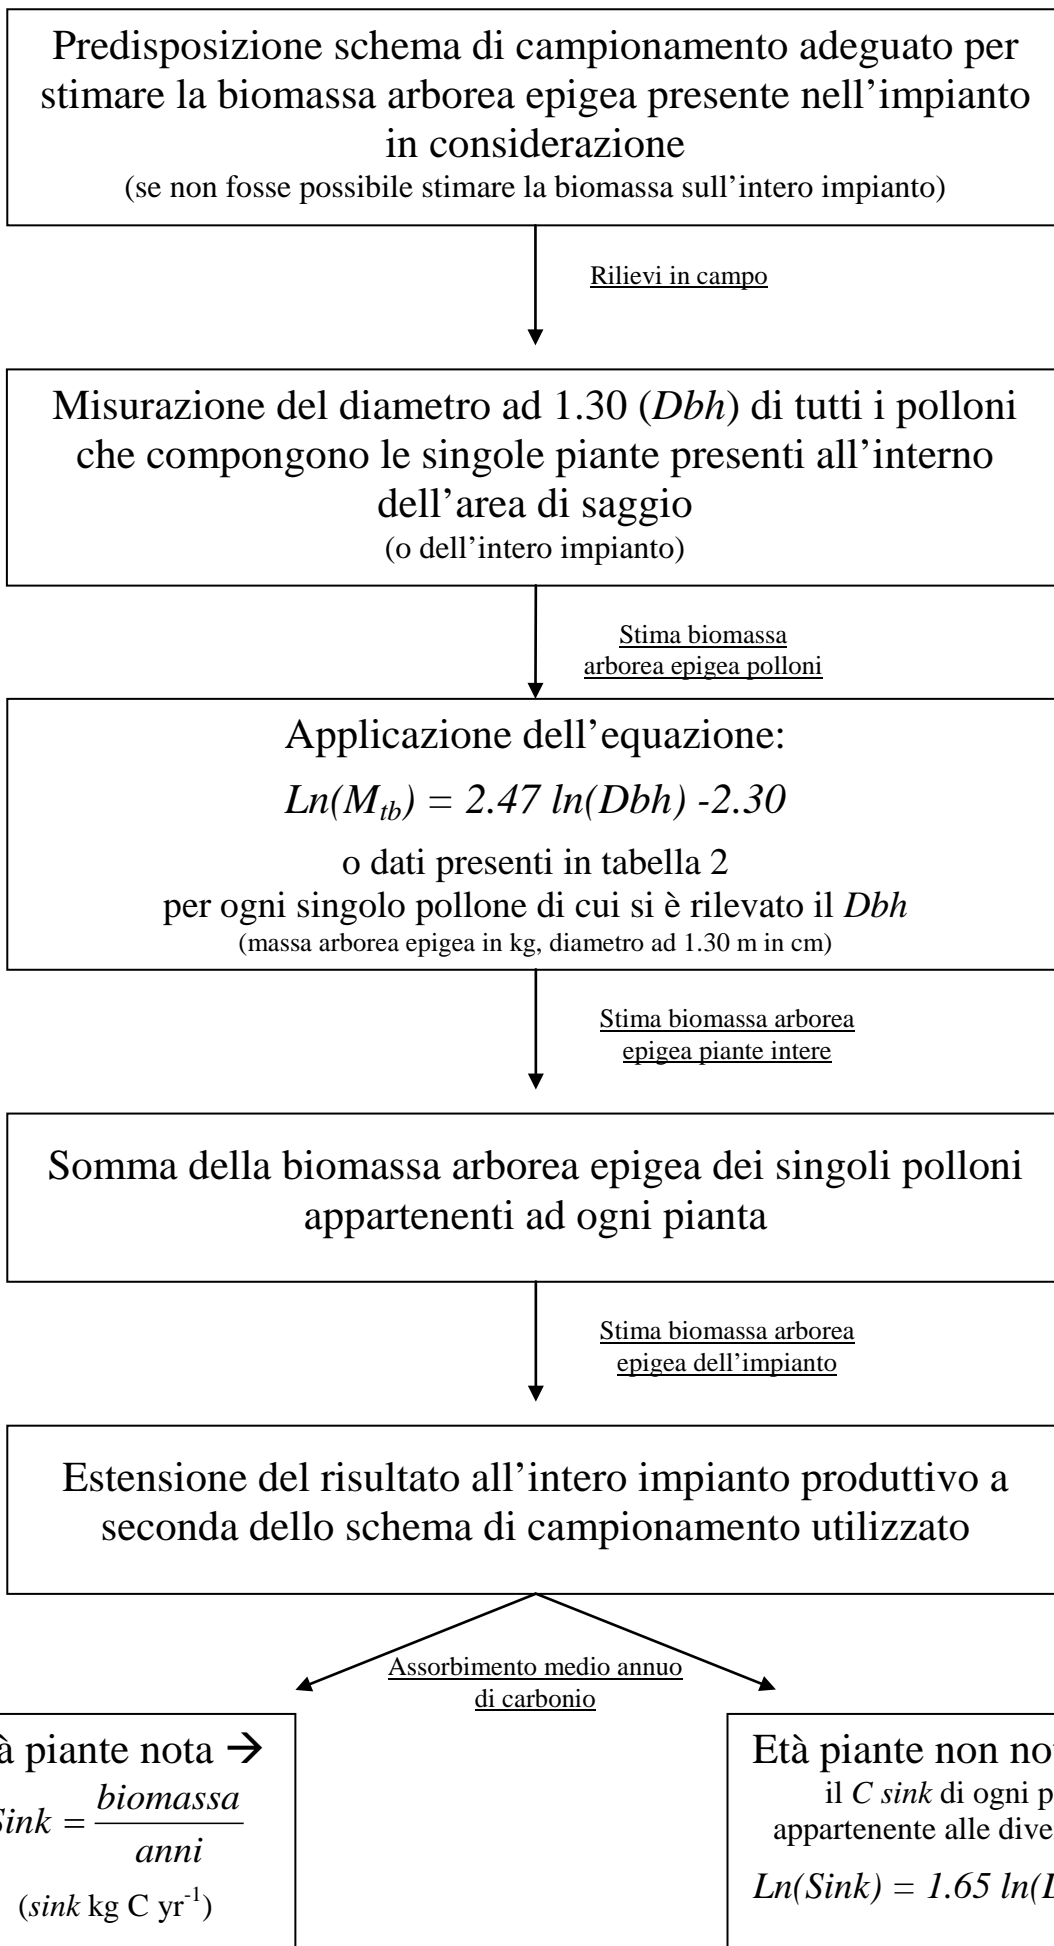 Predisposizione schema di campionamento adeguato per
stimare la biomassa arborea epigea presente nell’impianto
in considerazione
(se non fosse possibile stimare la biomassa sull’intero impianto)
Rilievi in campo
Misurazione del diametro ad 1.30 (Dbh) di tutti i polloni
che compongono le singole piante presenti all’interno
dell’area di saggio
(o dell’intero impianto)
Stima biomassa
arborea epigea polloni
Applicazione dell’equazione:
Ln(M_tb) = 2.47 ln(Dbh) -2.30
o dati presenti in tabella 2
per ogni singolo pollone di cui si è rilevato il Dbh
(massa arborea epigea in kg, diametro ad 1.30 m in cm)
Stima biomassa arborea
epigea piante intere
Somma della biomassa arborea epigea dei singoli polloni
appartenenti ad ogni pianta
Stima biomassa arborea
epigea dell’impianto
Estensione del risultato all’intero impianto produttivo a
seconda dello schema di campionamento utilizzato
Assorbimento medio annuo
di carbonio
à piante nota →
Sink = biomassa / anni
(sink kg C yr^-1)
Età piante non no
il C sink di ogni p
appartenente alle dive
Ln(Sink) = 1.65 ln(